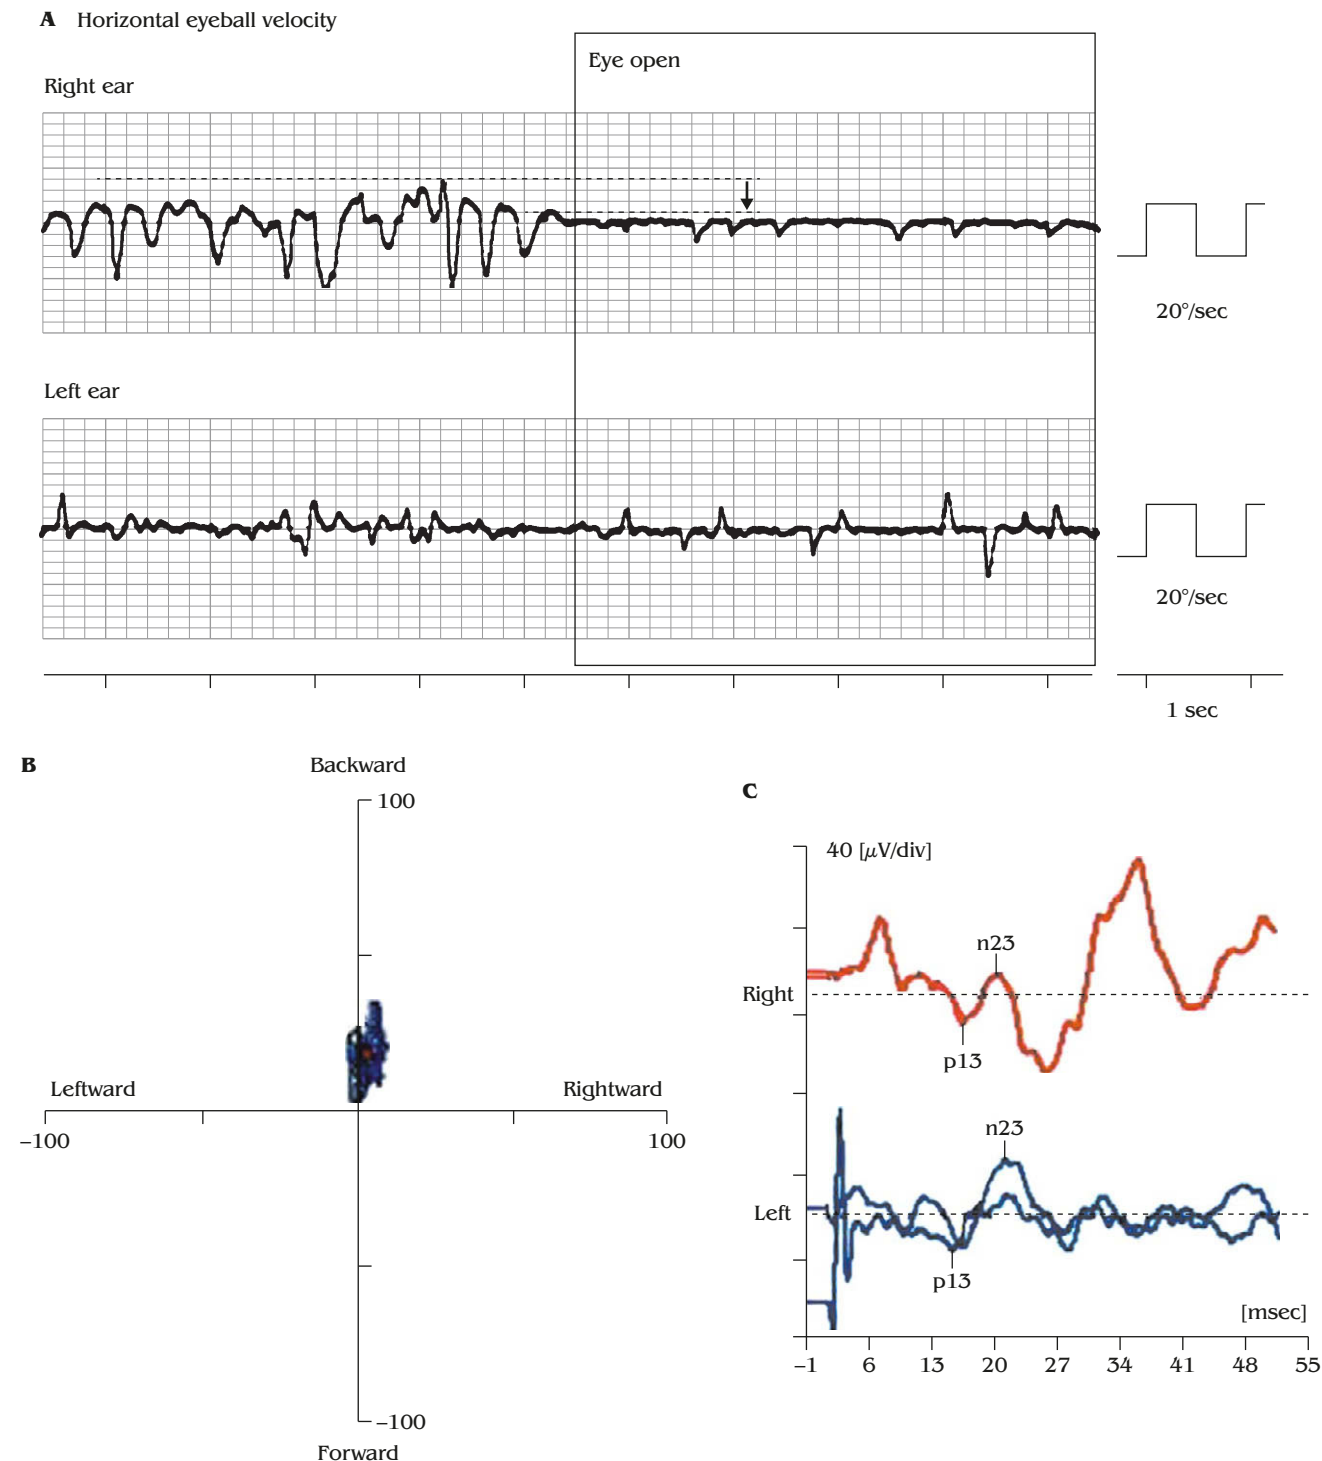 A Horizontal eyeball velocity
Eye open
Right ear
20°/sec
Left ear
20°/sec
1 sec
B
Backward
100
Leftward
Rightward
–100
100
–100
Forward
C
40 [μV/div]
n23
Right
p13
n23
Left
p13
[msec]
–1 6 13 20 27 34 41 48 55